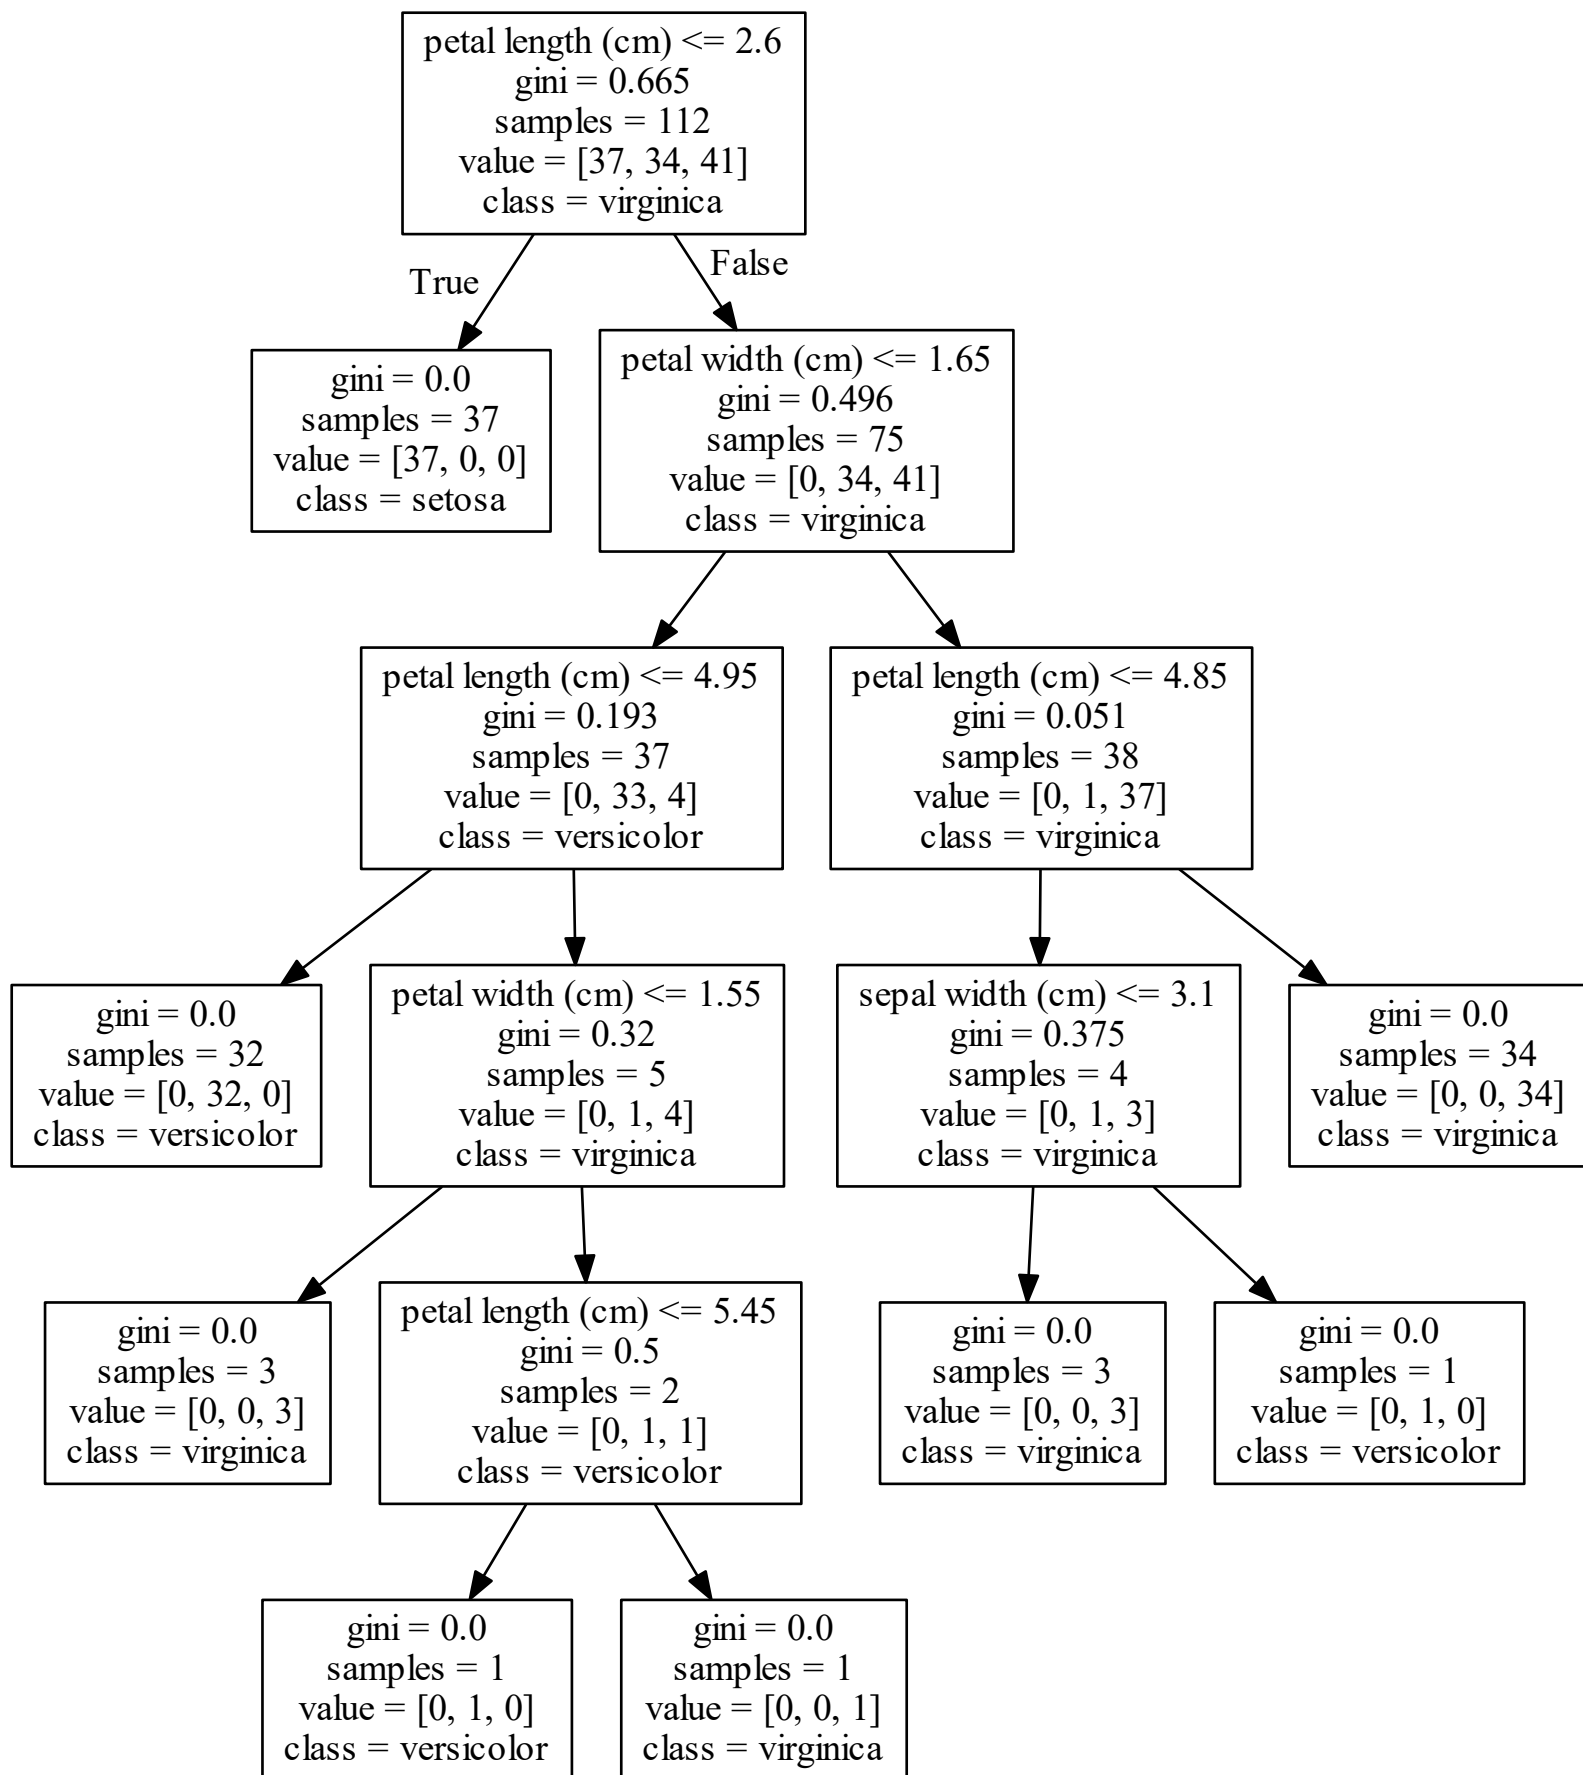 petal length (cm) <= 2.6
gini = 0.665
samples = 112
value = [37, 34, 41]
class = virginica
True
False
gini = 0.0
samples = 37
value = [37, 0, 0]
class = setosa
petal width (cm) <= 1.65
gini = 0.496
samples = 75
value = [0, 34, 41]
class = virginica
petal length (cm) <= 4.95
gini = 0.193
samples = 37
value = [0, 33, 4]
class = versicolor
petal length (cm) <= 4.85
gini = 0.051
samples = 38
value = [0, 1, 37]
class = virginica
gini = 0.0
samples = 32
value = [0, 32, 0]
class = versicolor
petal width (cm) <= 1.55
gini = 0.32
samples = 5
value = [0, 1, 4]
class = virginica
sepal width (cm) <= 3.1
gini = 0.375
samples = 4
value = [0, 1, 3]
class = virginica
gini = 0.0
samples = 34
value = [0, 0, 34]
class = virginica
gini = 0.0
samples = 3
value = [0, 0, 3]
class = virginica
petal length (cm) <= 5.45
gini = 0.5
samples = 2
value = [0, 1, 1]
class = versicolor
gini = 0.0
samples = 3
value = [0, 0, 3]
class = virginica
gini = 0.0
samples = 1
value = [0, 1, 0]
class = versicolor
gini = 0.0
samples = 1
value = [0, 1, 0]
class = versicolor
gini = 0.0
samples = 1
value = [0, 0, 1]
class = virginica